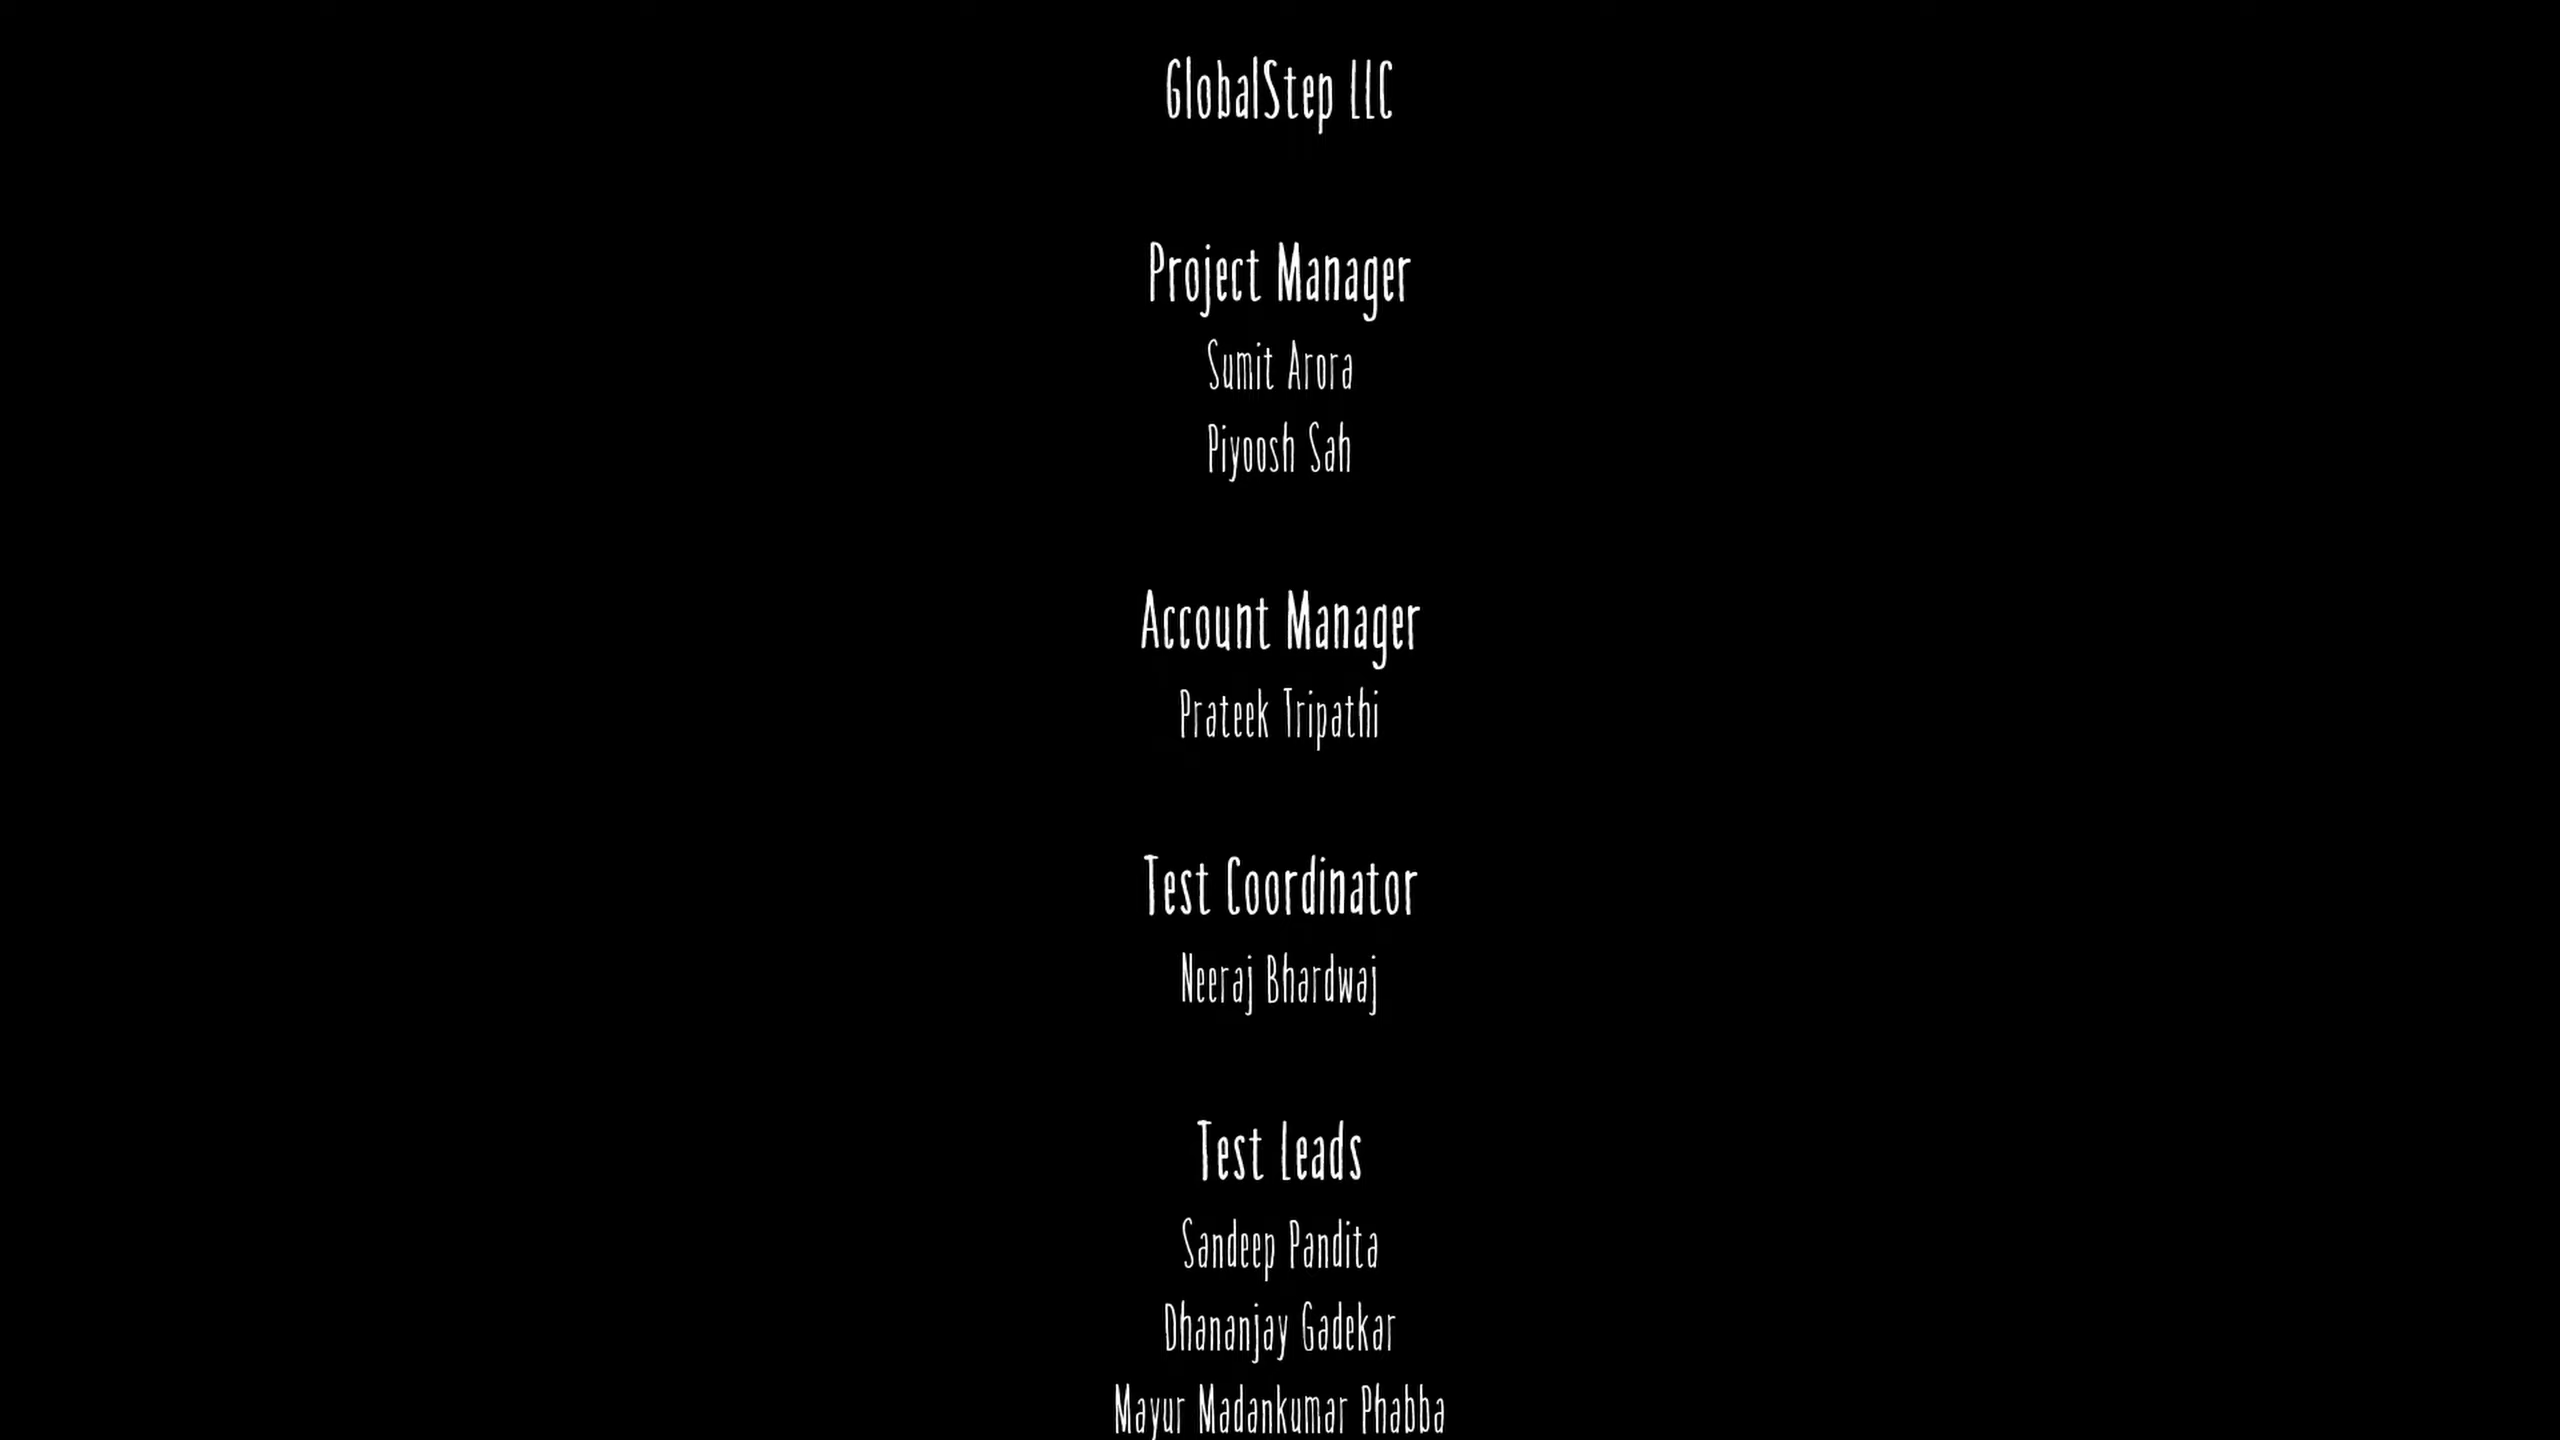 GlobalStep LLC
Project Manager
Sumit Arora
Piyoosh Sah
Account Manager
Prateek Tripathi
Test Coordinator
Neeraj Bhardwaj
Test Leads
Sandeep Pandita
Dhananjay Gadekar
Mayur Madankumar Phabba